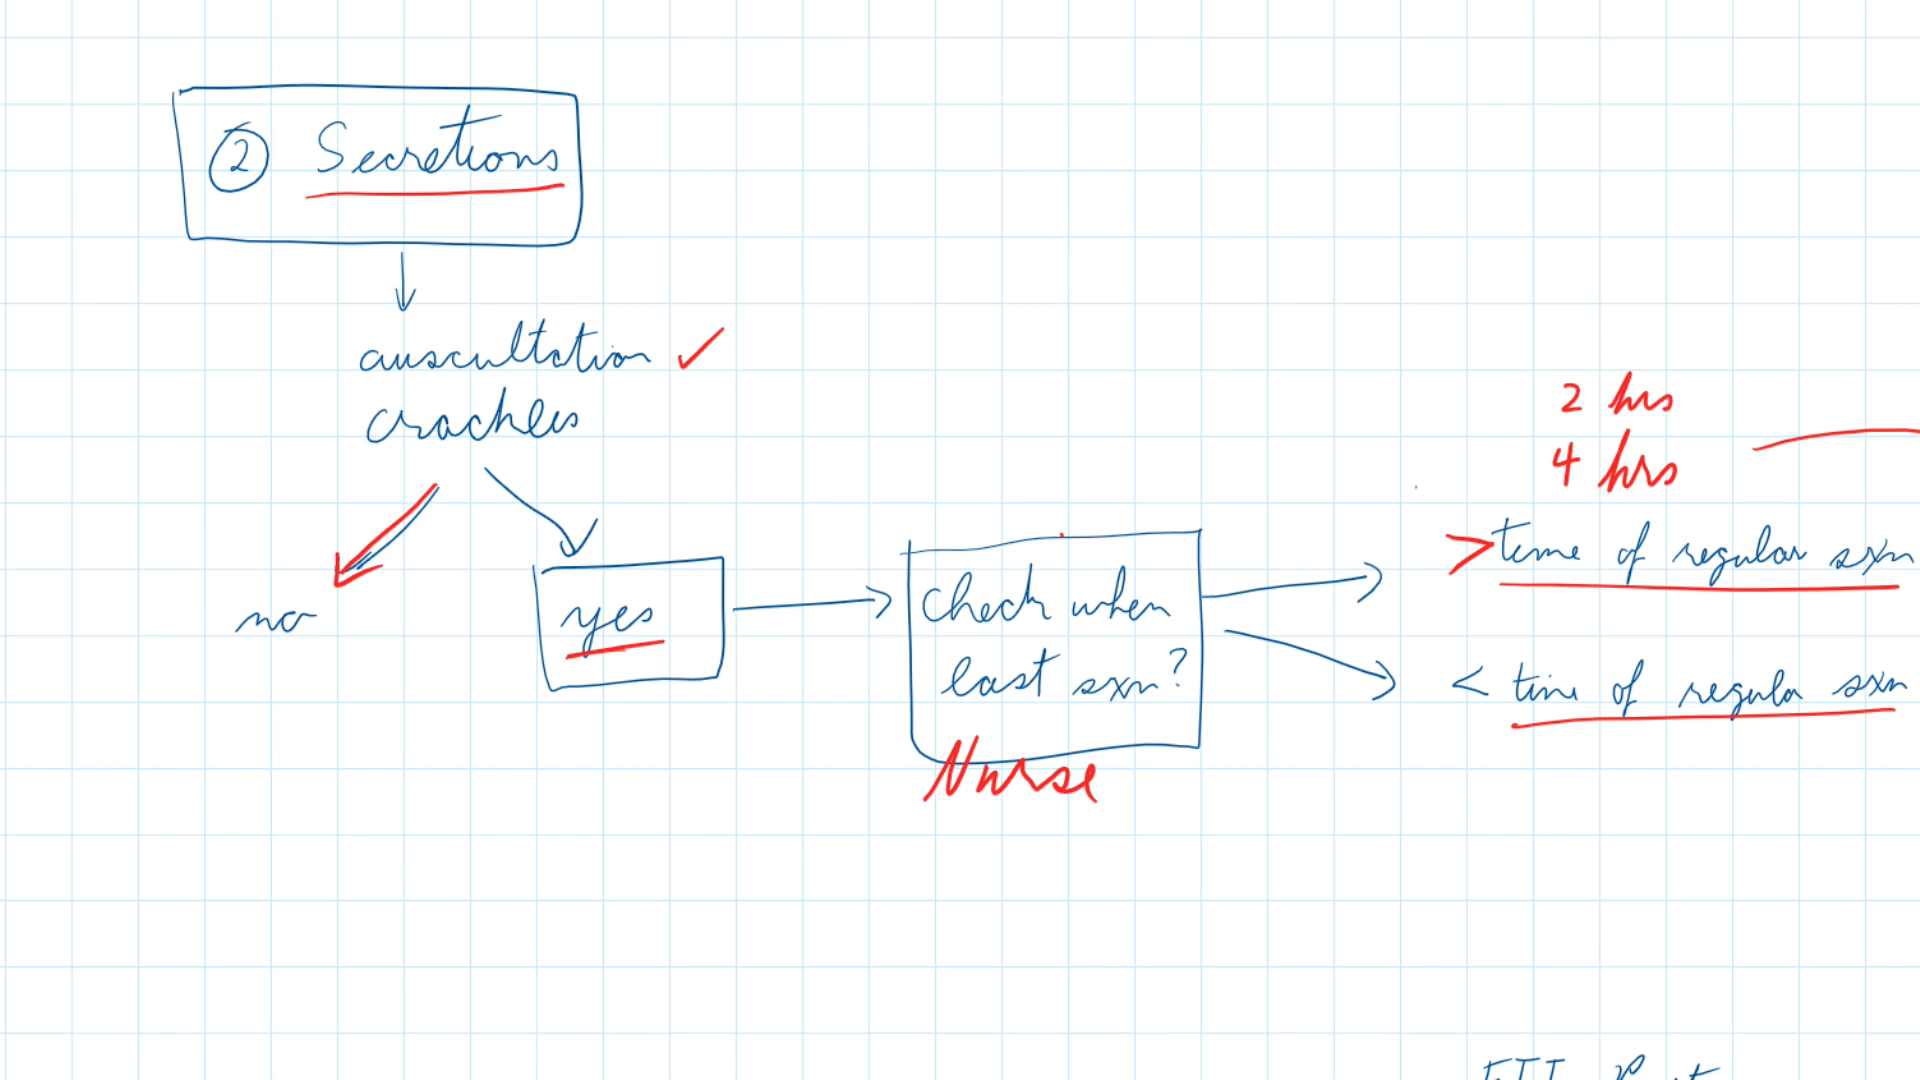 ② Secretions
auscultation ✓
crackles
no
yes
Check when
last sxn?
Nurse
2 hrs
4 hrs
> time of regular sxn
< time of regular sxn
ETT